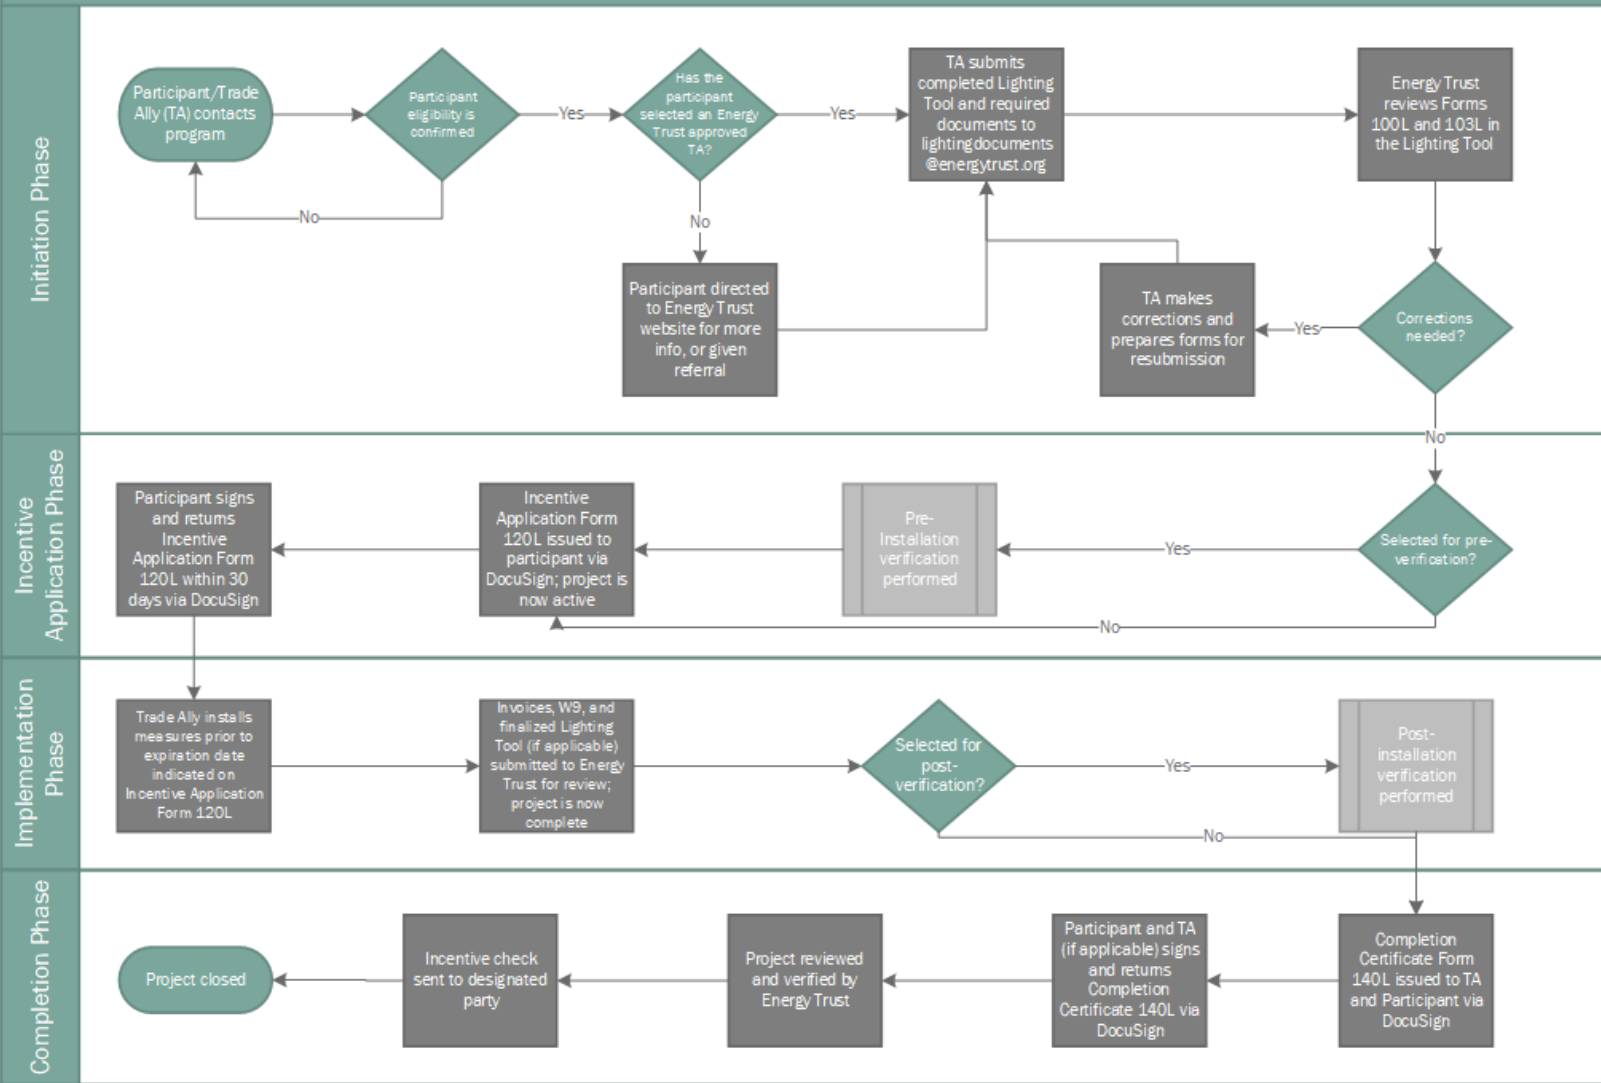 Initiation Phase
Participant/Trade
Ally (TA) contacts
program
Participant
eligibility is
confirmed
Yes
No
Has the
participant
selected an Energy
Trust approved
TA?
Yes
No
TA submits
completed Lighting
Tool and required
documents to
lightingdocuments
@energytrust.org
Energy Trust
reviews Forms
100L and 103L in
the Lighting Tool
Participant directed
to Energy Trust
website for more
info, or given
referral
TA makes
corrections and
prepares forms for
resubmission
Yes
Corrections
needed?
No
Incentive
Application Phase
Participant signs
and returns
Incentive
Application Form
120L within 30
days via DocuSign
Incentive
Application Form
120L issued to
participant via
DocuSign; project is
now active
Pre-
Installation
verification
performed
Yes
Selected for pre-
verification?
No
Implementation
Phase
Trade Ally installs
measures prior to
expiration date
indicated on
Incentive Application
Form 120L
Invoices, W9, and
finalized Lighting
Tool (if applicable)
submitted to Energy
Trust for review;
project is now
complete
Selected for
post-
verification?
Yes
No
Post-
installation
verification
performed
Completion Phase
Project closed
Incentive check
sent to designated
party
Project reviewed
and verified by
Energy Trust
Participant and TA
(if applicable) signs
and returns
Completion
Certificate 140L via
DocuSign
Completion
Certificate Form
140L issued to TA
and Participant via
DocuSign